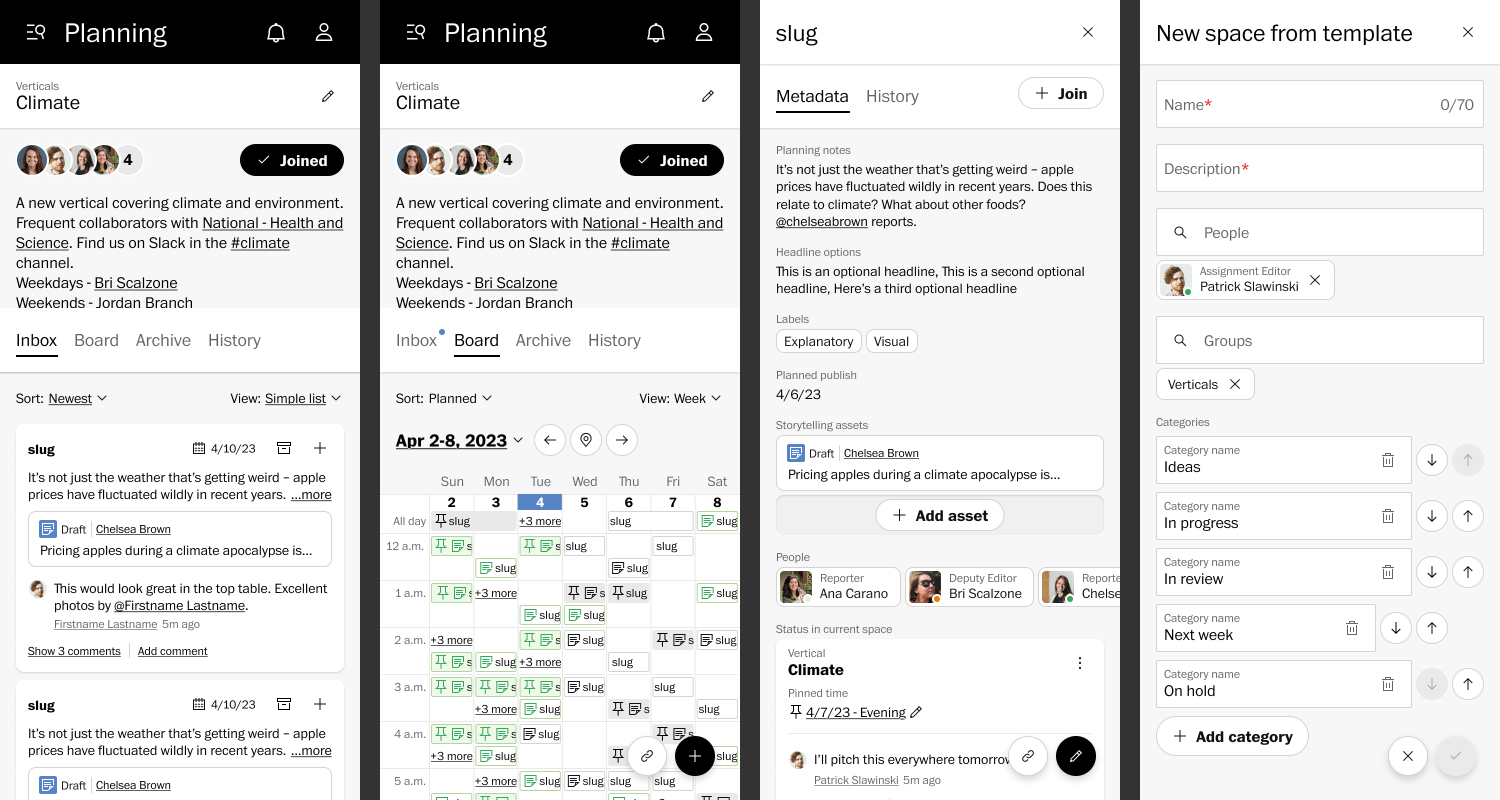 Planning
Verticals
Climate
4
Joined
A new vertical covering climate and environment.
Frequent collaborators with National - Health and
Science. Find us on Slack in the #climate
channel.
Weekdays - Bri Scalzone
Weekends - Jordan Branch
Inbox Board Archive History
Sort: Newest View: Simple list
slug 4/10/23
It's not just the weather that's getting weird – apple
prices have fluctuated wildly in recent years. ...more
Draft Chelsea Brown
Pricing apples during a climate apocalypse is...
This would look great in the top table. Excellent
photos by @Firstname Lastname.
Firstname Lastname 5m ago
Show 3 comments Add comment
slug 4/10/23
It's not just the weather that's getting weird – apple
prices have fluctuated wildly in recent years. ...more
Draft Chelsea Brown
Planning
Verticals
Climate
4
Joined
A new vertical covering climate and environment.
Frequent collaborators with National - Health and
Science. Find us on Slack in the #climate
channel.
Weekdays - Bri Scalzone
Weekends - Jordan Branch
Inbox Board Archive History
Sort: Planned View: Week
Apr 2-8, 2023
Sun Mon Tue Wed Thu Fri Sat
2 3 4 5 6 7 8
All day slug +3 more slug slug
12 a.m. s s slug slug
slug slug
1 a.m. s +3 more s slug slug
slug slug
2 a.m. +3 more s slug s slug
s slug +3 more slug
3 a.m. s s s slug slug
+3 more slug s slug
4 a.m. s s slug s
+3 more slug slug
5 a.m. +3 more slug slug slug slug
slug
Metadata History
Join
Planning notes
It's not just the weather that's getting weird – apple
prices have fluctuated wildly in recent years. Does this
relate to climate? What about other foods?
@chelseabrown reports.
Headline options
This is an optional headline, This is a second optional
headline, Here's a third optional headline
Labels
Explanatory Visual
Planned publish
4/6/23
Storytelling assets
Draft Chelsea Brown
Pricing apples during a climate apocalypse is...
Add asset
People
Reporter
Ana Carano
Deputy Editor
Bri Scalzone
Reporte
Chelse
Status in current space
Vertical
Climate
Pinned time
4/7/23 - Evening
I'll pitch this everywhere tomorrow
Patrick Slawinski 5m ago
New space from template
Name* 0/70
Description*
People
Assignment Editor
Patrick Slawinski
Groups
Verticals
Categories
Category name
Ideas
Category name
In progress
Category name
In review
Category name
Next week
Category name
On hold
Add category